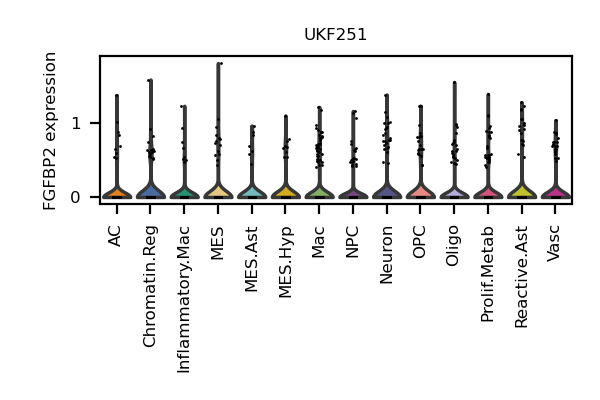 UKF251
FGFBP2 expression
1
0
AC
Chromatin.Reg
Inflammatory.Mac
MES
MES.Ast
MES.Hyp
Mac
NPC
Neuron
OPC
Oligo
Prolif.Metab
Reactive.Ast
Vasc